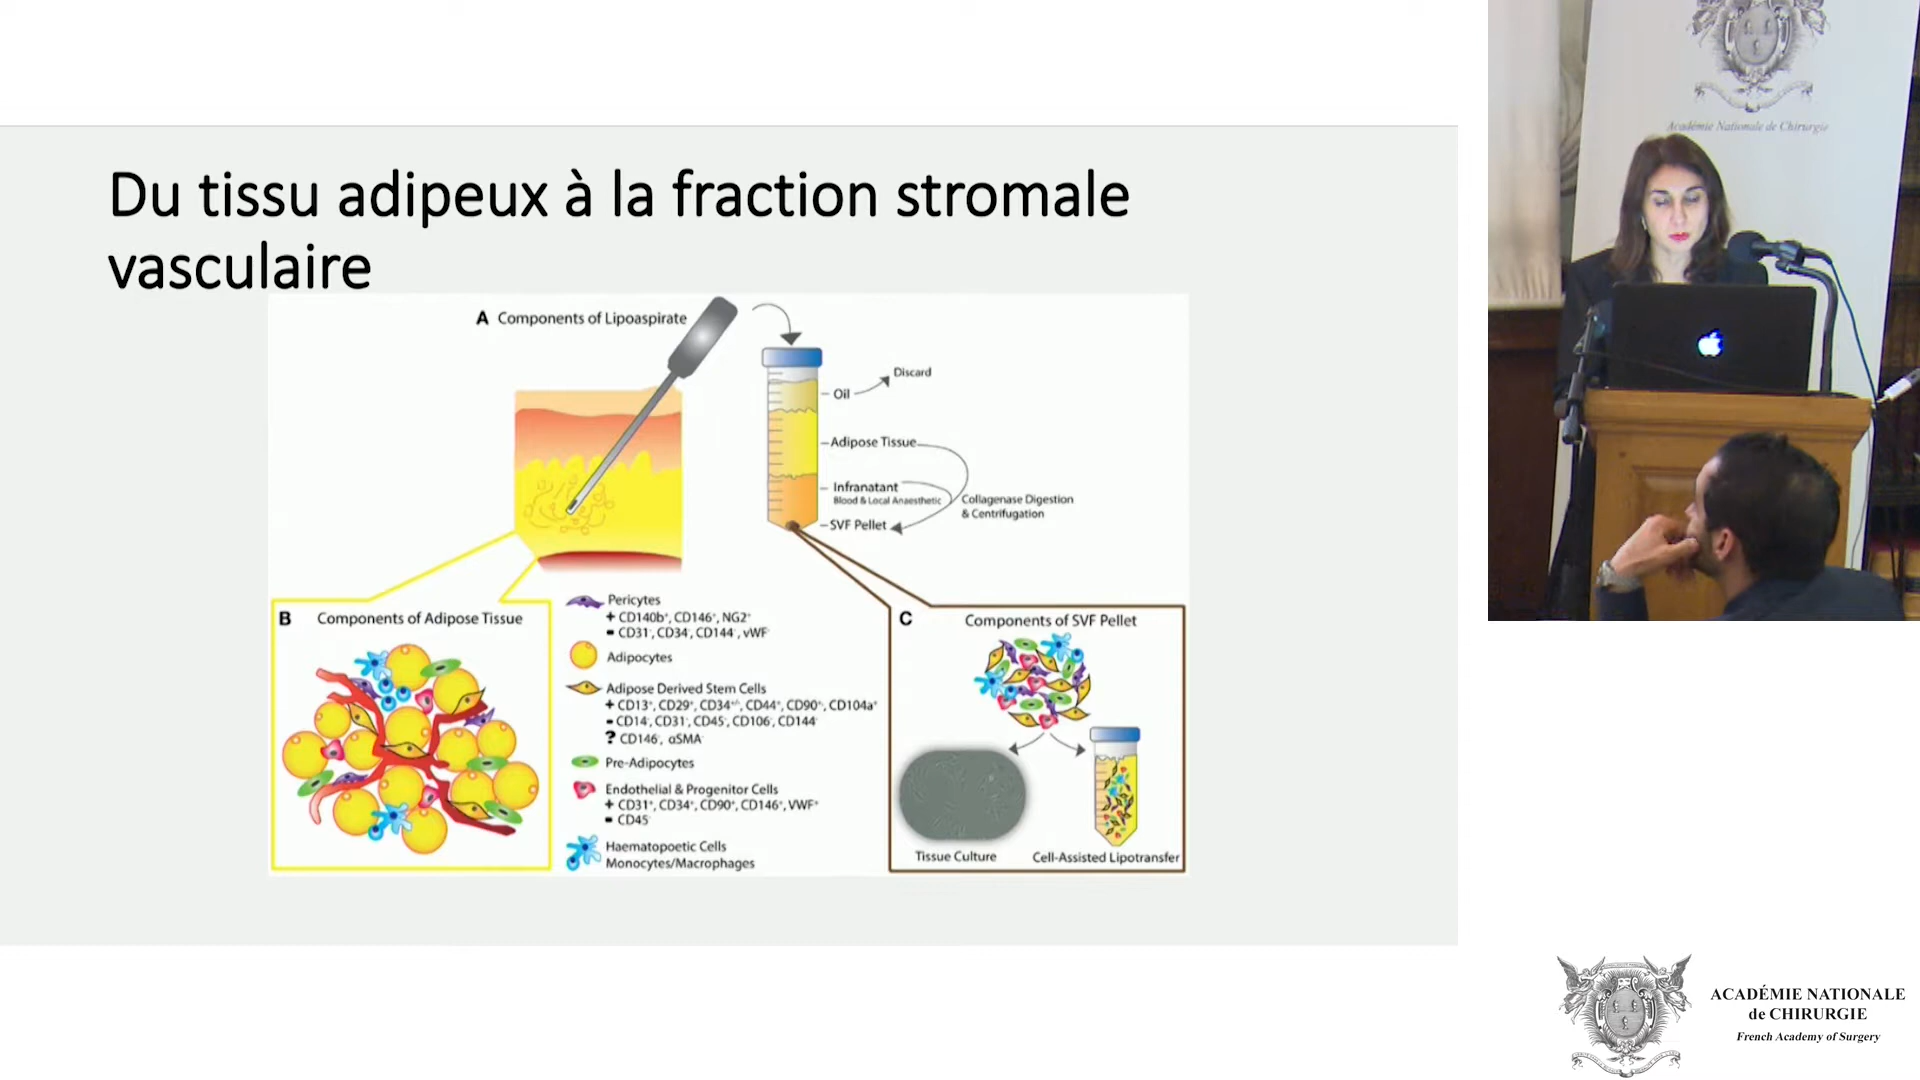 Du tissu adipeux à la fraction stromale
vasculaire
A Components of Lipoaspirate
Discard
Oil
Adipose Tissue
Infranatant
Blood & Local Anaesthetic
Collagenase Digestion
& Centrifugation
SVF Pellet
B Components of Adipose Tissue
Pericytes
+ CD140b⁺, CD146⁺, NG2⁺
- CD31⁻, CD34⁻, CD144⁻, vWF⁻
Adipocytes
Adipose Derived Stem Cells
+ CD13⁺, CD29⁺, CD34⁺/⁻, CD44⁺, CD90⁺, CD104a⁺
- CD14⁻, CD31⁻, CD45⁻, CD106⁻, CD144⁻
? CD146⁻, αSMA⁻
Pre-Adipocytes
Endothelial & Progenitor Cells
+ CD31⁺, CD34⁺, CD90⁺, CD146⁺, VWF⁺
- CD45⁻
Haematopoetic Cells
Monocytes/Macrophages
C Components of SVF Pellet
Tissue Culture
Cell-Assisted Lipotransfer
Académie Nationale de Chirurgie
ACADÉMIE NATIONALE
de CHIRURGIE
French Academy of Surgery